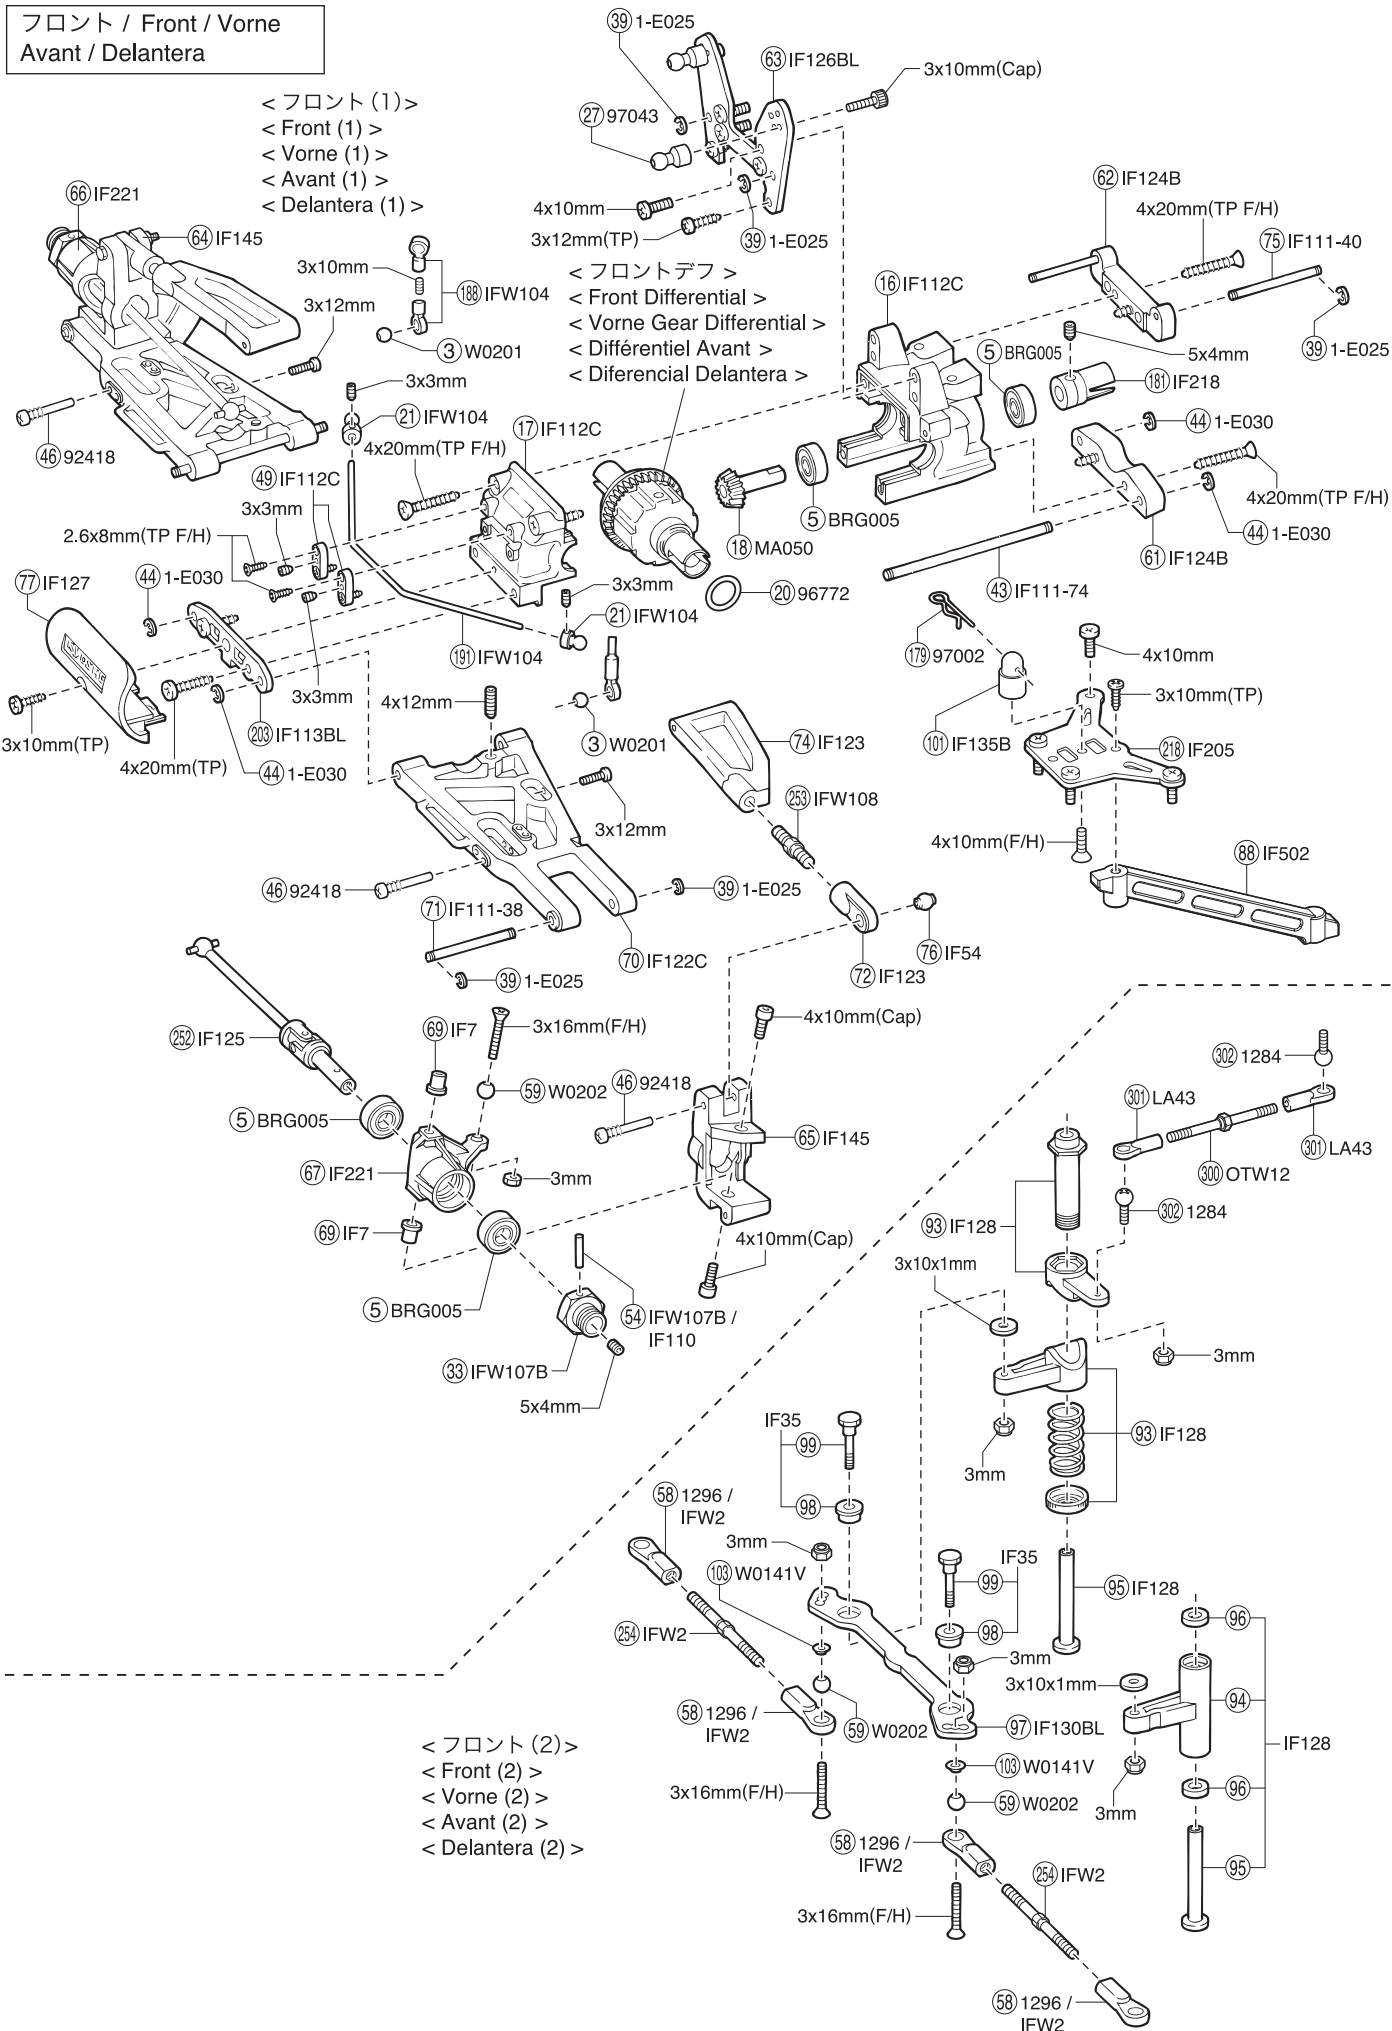 フロント / Front / Vorne
Avant / Delantera
< フロント (1) >
< Front (1) >
< Vorne (1) >
< Avant (1) >
< Delantera (1) >
39 1-E025
63 IF126BL
3x10mm(Cap)
27 97043
4x10mm
3x12mm(TP)
39 1-E025
66 IF221
64 IF145
3x10mm
188 IFW104
3x12mm
3 W0201
3x3mm
21 IFW104
46 92418
< フロントデフ >
< Front Differential >
< Vorne Gear Differential >
< Différentiel Avant >
< Diferencial Delantera >
62 IF124B
4x20mm(TP F/H)
75 IF111-40
39 1-E025
16 IF112C
5 BRG005
5x4mm
181 IF218
44 1-E030
4x20mm(TP F/H)
44 1-E030
61 IF124B
17 IF112C
4x20mm(TP F/H)
49 IF112C
3x3mm
2.6x8mm(TP F/H)
77 IF127
44 1-E030
KYOSHO
5 BRG005
18 MA050
20 96772
43 IF111-74
3x3mm
21 IFW104
191 IFW104
3x3mm
203 IF113BL
3x10mm(TP)
4x20mm(TP)
44 1-E030
4x12mm
3 W0201
179 97002
4x10mm
3x10mm(TP)
101 IF135B
218 IF205
4x10mm(F/H)
88 IF502
74 IF123
253 IFW108
3x12mm
46 92418
39 1-E025
71 IF111-38
70 IF122C
39 1-E025
76 IF54
72 IF123
252 IF125
69 IF7
3x16mm(F/H)
59 W0202
5 BRG005
67 IF221
3mm
69 IF7
5 BRG005
4x10mm(Cap)
46 92418
65 IF145
4x10mm(Cap)
54 IFW107B /
IF110
33 IFW107B
5x4mm
302 1284
301 LA43
301 LA43
300 OTW12
302 1284
93 IF128
3x10x1mm
3mm
3mm
93 IF128
IF35
99
98
58 1296 /
IFW2
3mm
103 W0141V
254 IFW2
58 1296 /
IFW2
59 W0202
3x16mm(F/H)
IF35
99
98
3mm
97 IF130BL
103 W0141V
59 W0202
58 1296 /
IFW2
3x16mm(F/H)
254 IFW2
58 1296 /
IFW2
95 IF128
96
3x10x1mm
94
IF128
3mm
96
95
< フロント (2) >
< Front (2) >
< Vorne (2) >
< Avant (2) >
< Delantera (2) >